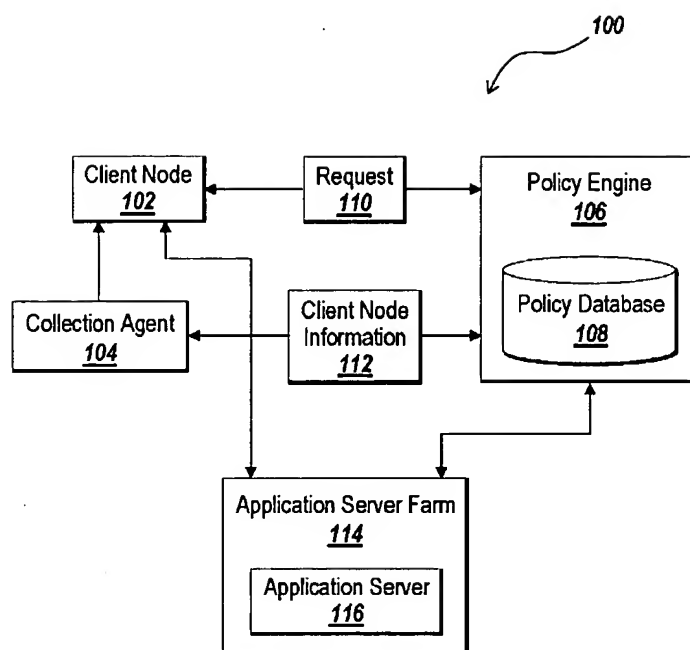 100
Client Node
102
Request
110
Policy Engine
106
Policy Database
108
Collection Agent
104
Client Node
Information
112
Application Server Farm
114
Application Server
116